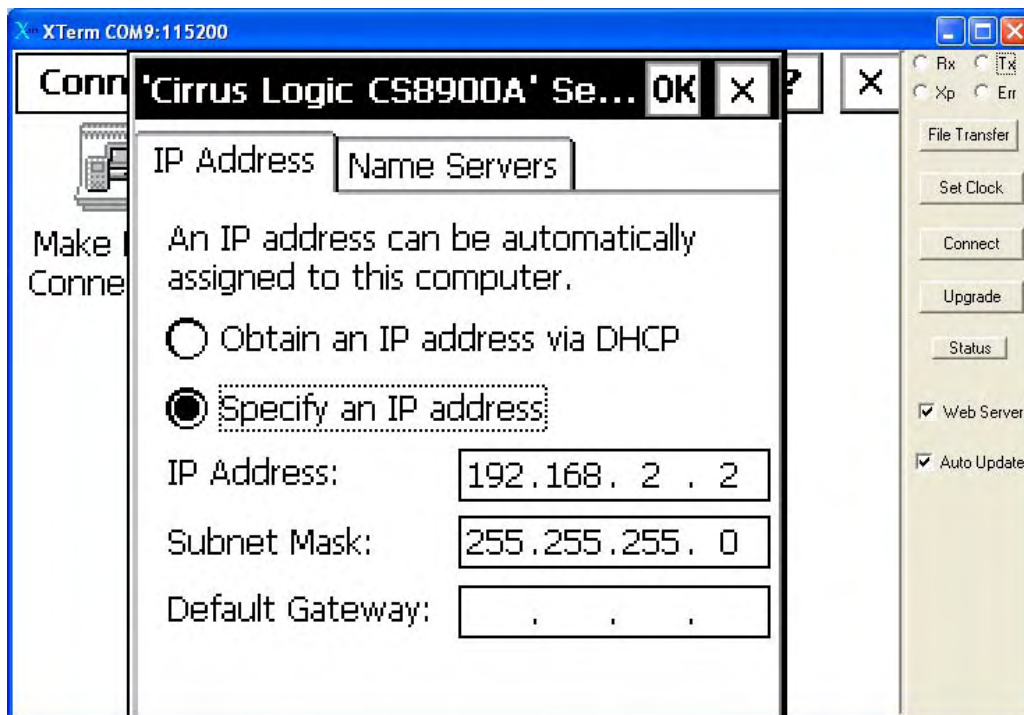 XTerm COM9:115200
Conn
'Cirrus Logic CS8900A' Se... OK
?
Rx Tx
Xp Err
File Transfer
Set Clock
Connect
Upgrade
Status
Web Server
Auto Update
Make
Conne
IP Address
Name Servers
An IP address can be automatically
assigned to this computer.
Obtain an IP address via DHCP
Specify an IP address
IP Address: 192.168. 2 . 2
Subnet Mask: 255.255.255. 0
Default Gateway: . . .